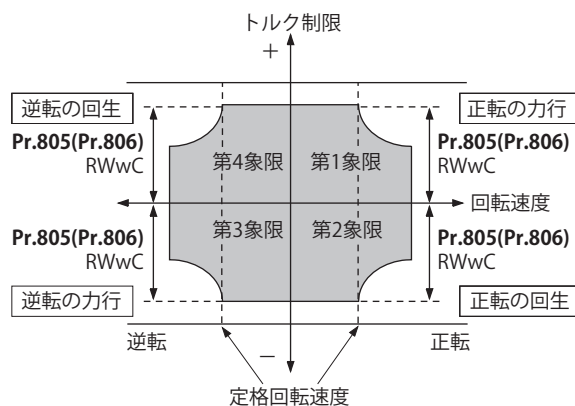 トルク制限
+
逆転の回生
正転の力行
Pr.805(Pr.806)
RWwC
Pr.805(Pr.806)
RWwC
第4象限
第1象限
回転速度
第3象限
第2象限
Pr.805(Pr.806)
RWwC
Pr.805(Pr.806)
RWwC
逆転の力行
正転の回生
逆転
−
正転
定格回転速度